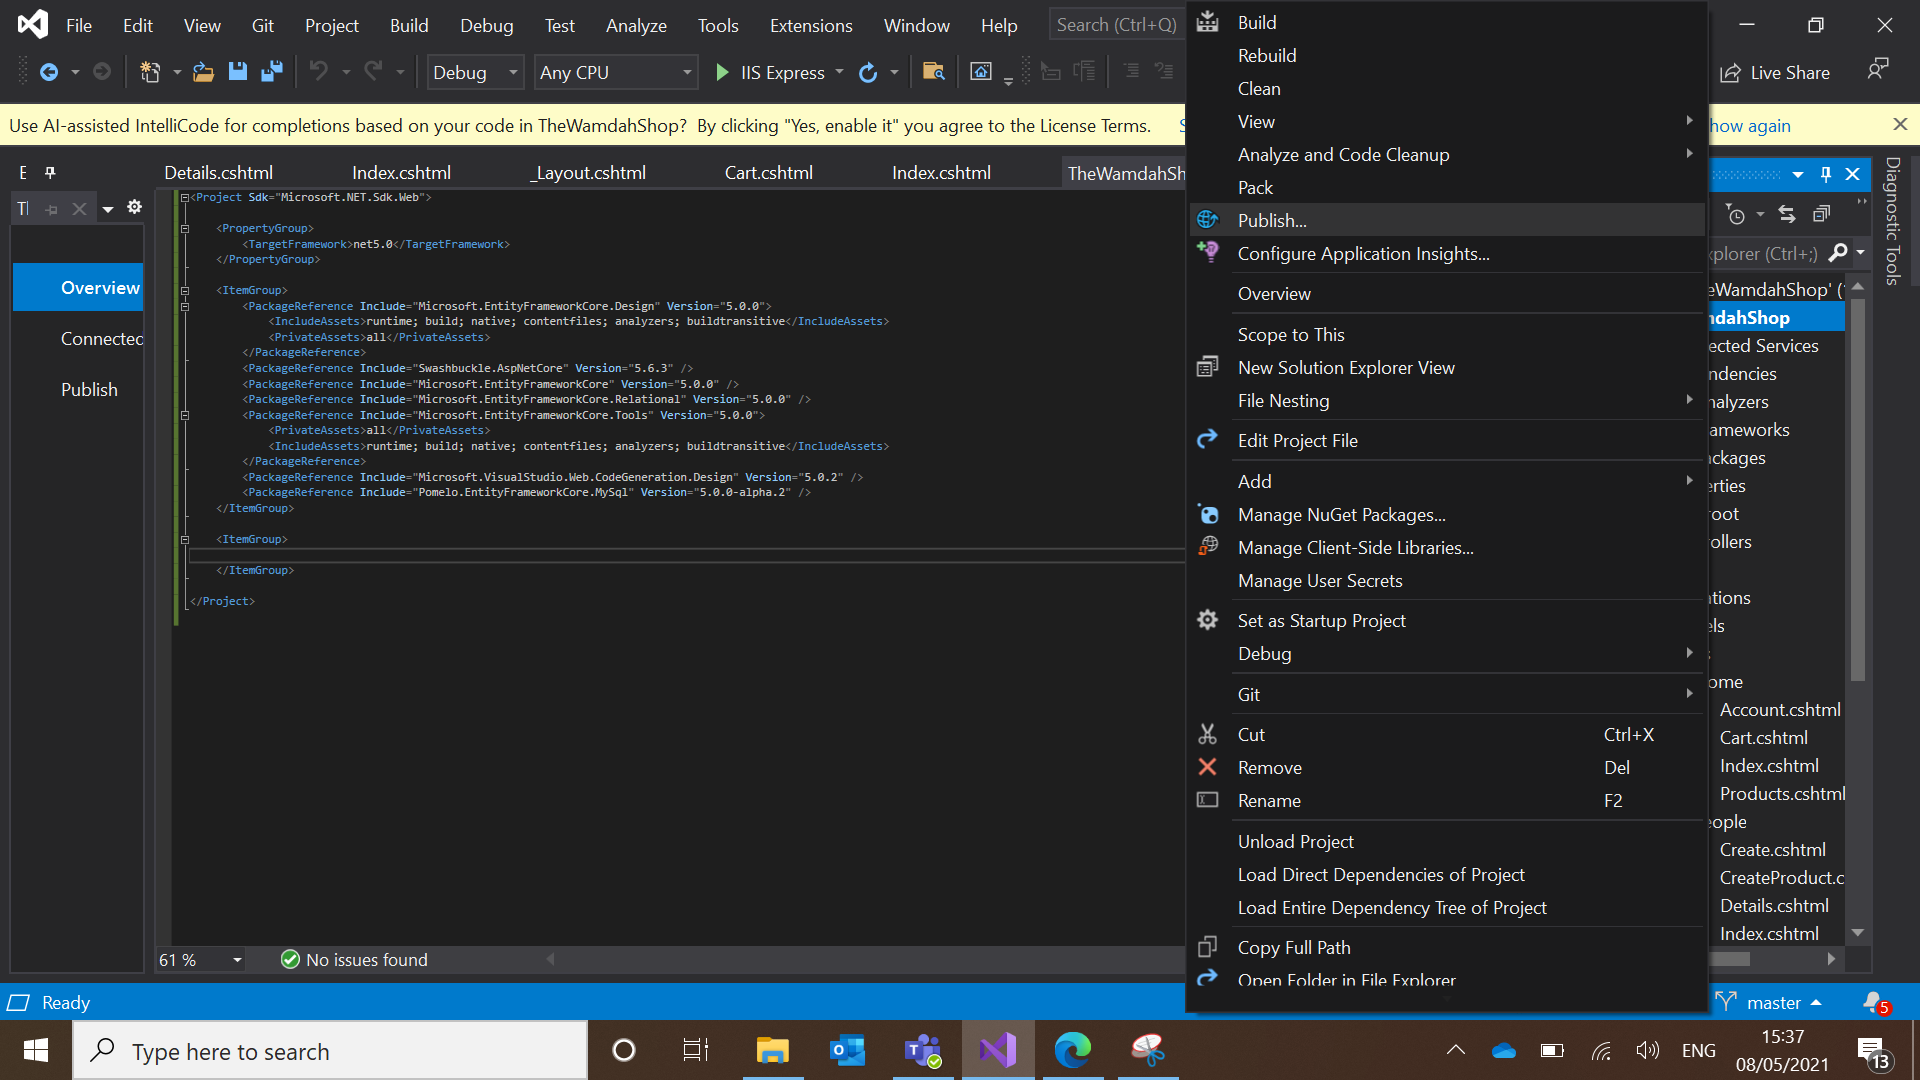 File Edit View Git Project Build Debug Test Analyze Tools Extensions Window Help Search (Ctrl+Q)
Debug Any CPU IIS Express Live Share
Use AI-assisted IntelliCode for completions based on your code in TheWamdahShop? By clicking "Yes, enable it" you agree to the License Terms.
how again
Details.cshtml Index.cshtml _Layout.cshtml Cart.cshtml Index.cshtml TheWamdahSh
Overview
Connected
Publish
<Project Sdk="Microsoft.NET.Sdk.Web">
<PropertyGroup>
<TargetFramework>net5.0</TargetFramework>
</PropertyGroup>
<ItemGroup>
<PackageReference Include="Microsoft.EntityFrameworkCore.Design" Version="5.0.0">
<IncludeAssets>runtime; build; native; contentfiles; analyzers; buildtransitive</IncludeAssets>
<PrivateAssets>all</PrivateAssets>
</PackageReference>
<PackageReference Include="Swashbuckle.AspNetCore" Version="5.6.3" />
<PackageReference Include="Microsoft.EntityFrameworkCore" Version="5.0.0" />
<PackageReference Include="Microsoft.EntityFrameworkCore.Relational" Version="5.0.0" />
<PackageReference Include="Microsoft.EntityFrameworkCore.Tools" Version="5.0.0">
<PrivateAssets>all</PrivateAssets>
<IncludeAssets>runtime; build; native; contentfiles; analyzers; buildtransitive</IncludeAssets>
</PackageReference>
<PackageReference Include="Microsoft.VisualStudio.Web.CodeGeneration.Design" Version="5.0.2" />
<PackageReference Include="Pomelo.EntityFrameworkCore.MySql" Version="5.0.0-alpha.2" />
</ItemGroup>
<ItemGroup>
</ItemGroup>
</Project>
61 % No issues found
Build
Rebuild
Clean
View
Analyze and Code Cleanup
Pack
Publish...
Configure Application Insights...
Overview
Scope to This
New Solution Explorer View
File Nesting
Edit Project File
Add
Manage NuGet Packages...
Manage Client-Side Libraries...
Manage User Secrets
Set as Startup Project
Debug
Git
Cut Ctrl+X
Remove Del
Rename F2
Unload Project
Load Direct Dependencies of Project
Load Entire Dependency Tree of Project
Copy Full Path
Open Folder in File Explorer
Diagnostic Tools
xplorer (Ctrl+;)
eWamdahShop' (
ndahShop
ected Services
ndencies
nalyzers
ameworks
ckages
erties
root
ollers
tions
els
ome
Account.cshtml
Cart.cshtml
Index.cshtml
Products.cshtml
eople
Create.cshtml
CreateProduct.c
Details.cshtml
Index.cshtml
Ready master 5
Type here to search ENG 15:37
08/05/2021 13